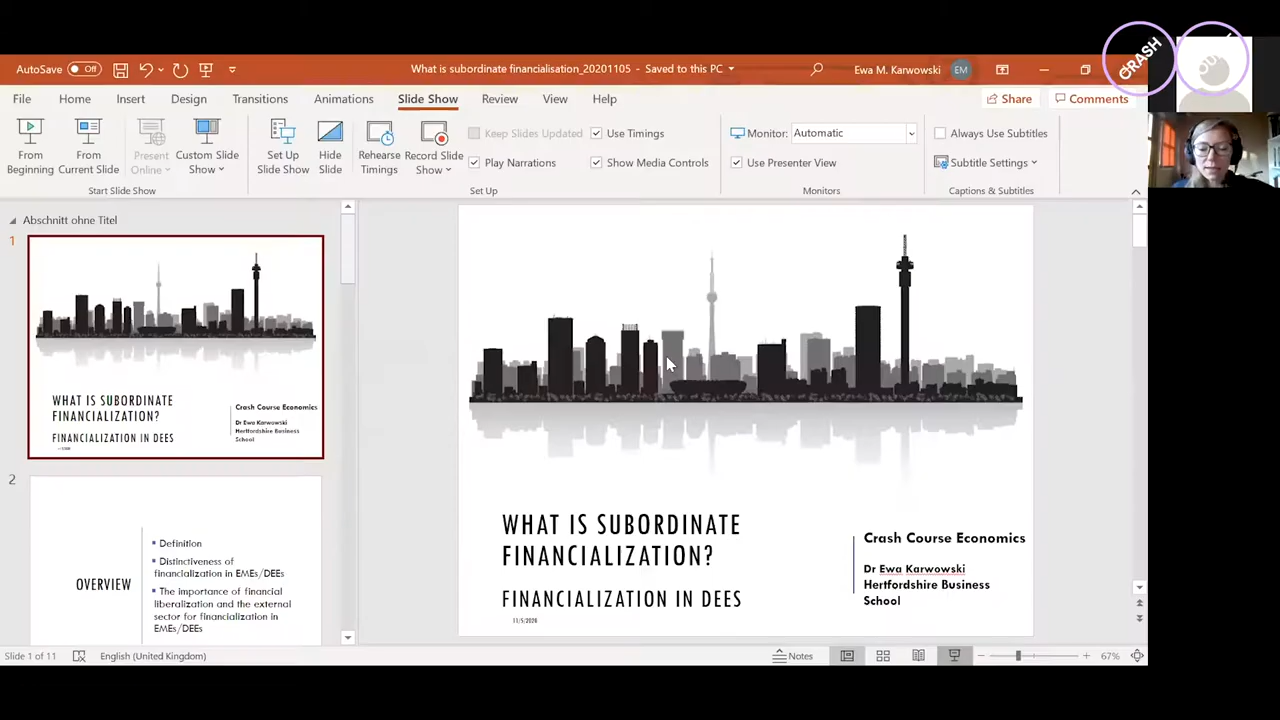 CRASH
AutoSave Off
What is subordinate financialisation_20201105 - Saved to this PC
Ewa M. Karwowski EM
File Home Insert Design Transitions Animations Slide Show Review View Help
Share Comments
From Beginning
From Current Slide
Present Online
Custom Slide Show
Set Up Slide Show
Hide Slide
Rehearse Timings
Record Slide Show
Keep Slides Updated
Use Timings
Play Narrations
Show Media Controls
Monitor: Automatic
Use Presenter View
Always Use Subtitles
Subtitle Settings
Start Slide Show
Set Up
Monitors
Captions & Subtitles
Abschnitt ohne Titel
1
WHAT IS SUBORDINATE
FINANCIALIZATION?
FINANCIALIZATION IN DEES
Crash Course Economics
Dr Ewa Karwowski
Hertfordshire Business
School
2
OVERVIEW
Definition
Distinctiveness of
financialization in EMEs/DEEs
The importance of financial
liberalization and the external
sector for financialization in
EMEs/DEEs
WHAT IS SUBORDINATE
FINANCIALIZATION?
FINANCIALIZATION IN DEES
11/5/2020
Crash Course Economics
Dr Ewa Karwowski
Hertfordshire Business
School
Slide 1 of 11
English (United Kingdom)
Notes
67%